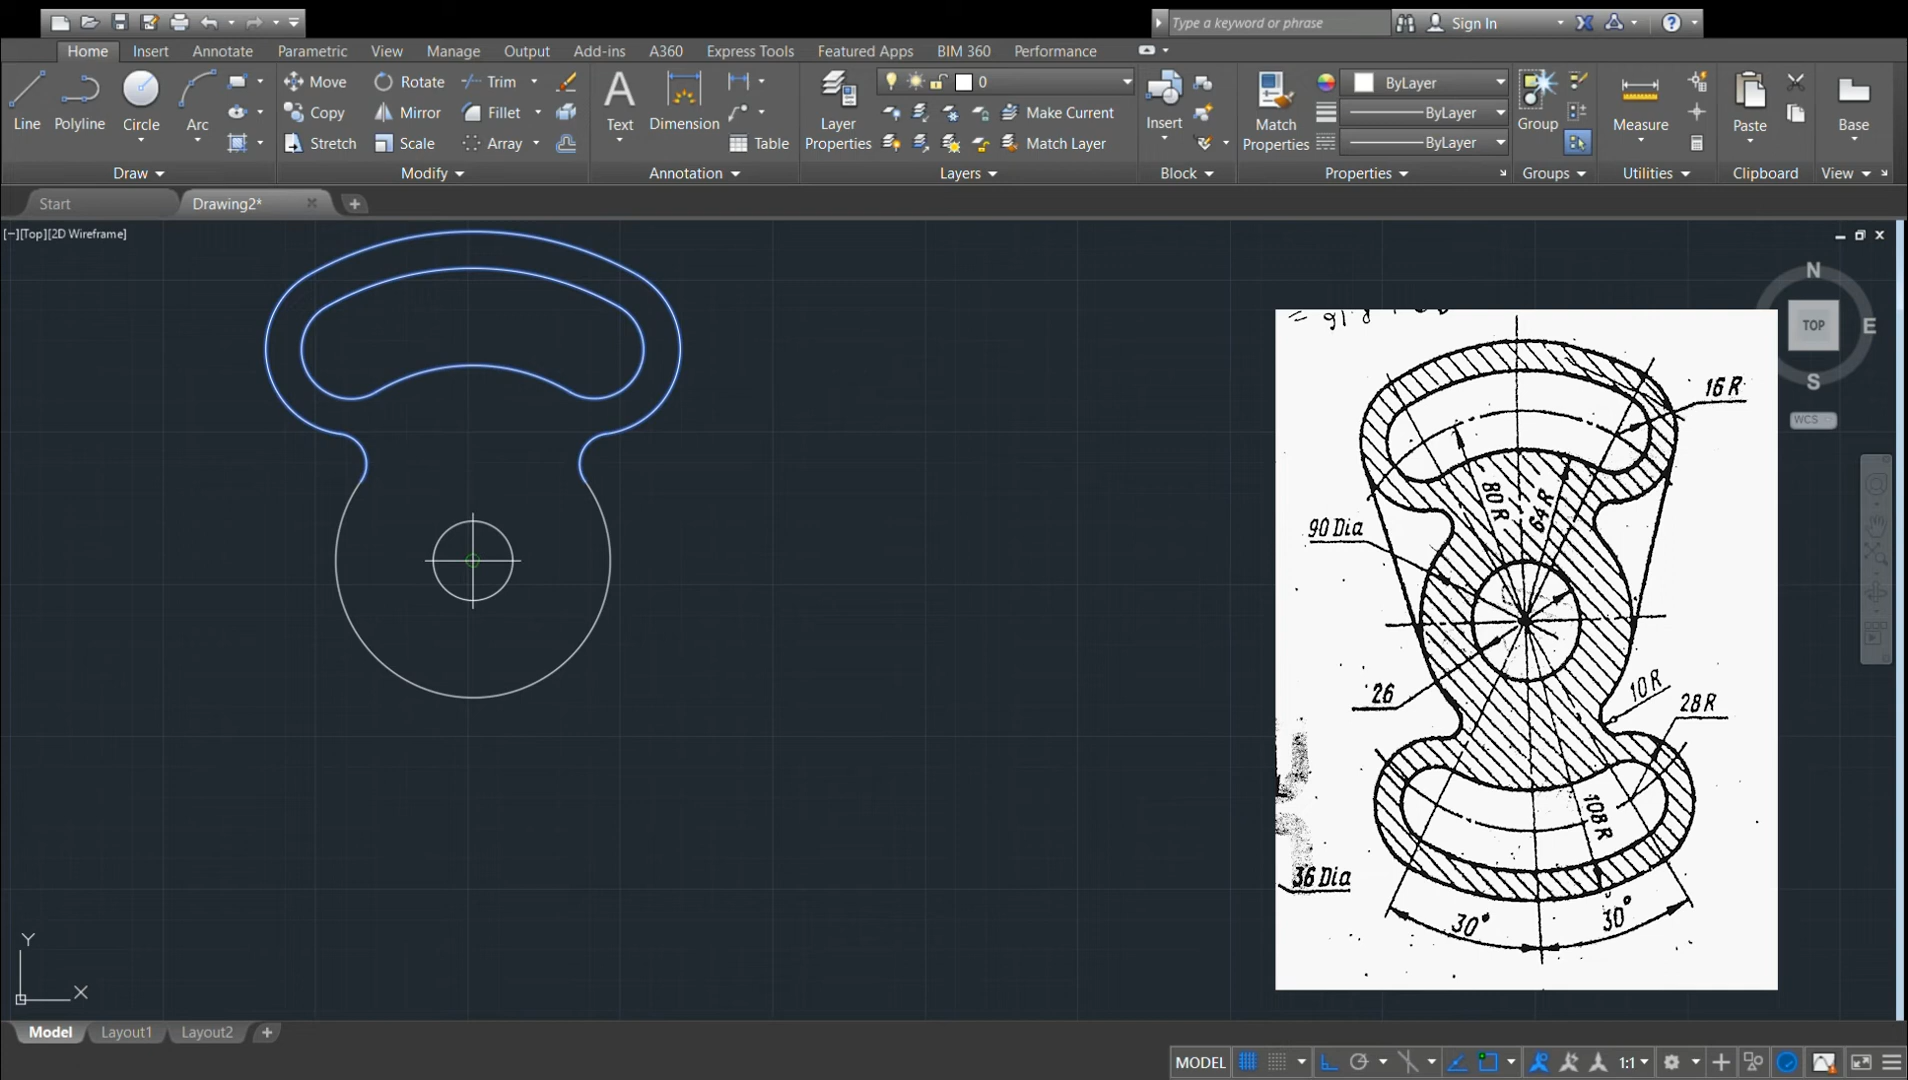 Type a keyword or phrase
Sign In
Home Insert Annotate Parametric View Manage Output Add-ins A360 Express Tools Featured Apps BIM 360 Performance
Line
Polyline
Circle
Arc
Draw
Move
Rotate
Trim
Copy
Mirror
Fillet
Stretch
Scale
Array
Modify
Text
Dimension
Table
Annotation
Layer
Properties
0
Make Current
Match Layer
Layers
Insert
Block
Match
Properties
ByLayer
ByLayer
ByLayer
Properties
Group
Groups
Measure
Utilities
Paste
Clipboard
Base
View
Start
Drawing2*
[−][Top][2D Wireframe]
N
TOP
E
S
WCS
16 R
80 R
64 R
90 Dia
26
10 R
28 R
108 R
36 Dia
30°
30°
Y
X
Model
Layout1
Layout2
MODEL
1:1